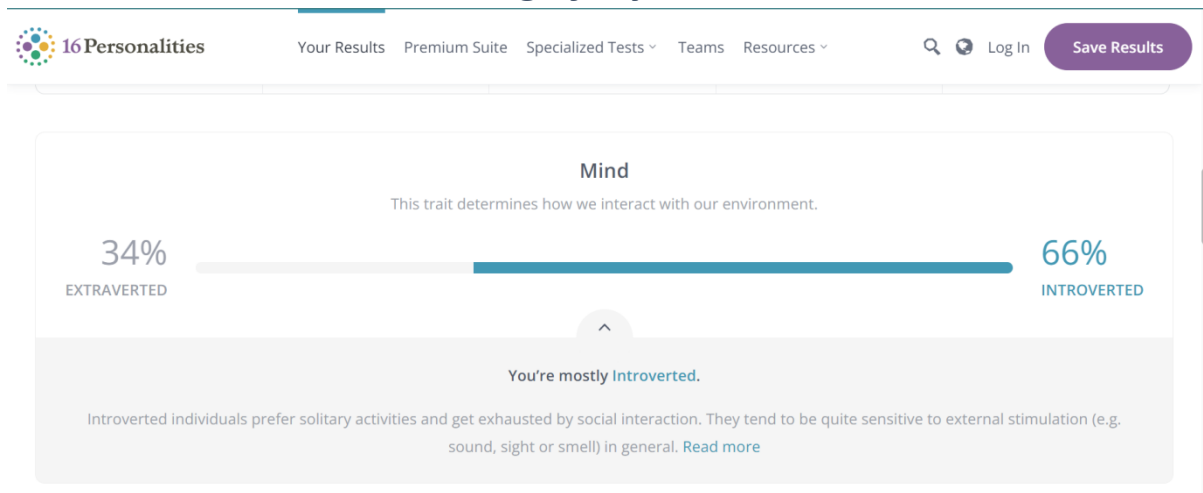 16Personalities Your Results Premium Suite Specialized Tests Teams Resources Log In Save Results
Mind
This trait determines how we interact with our environment.
34% 66%
EXTRAVERTED INTROVERTED
You're mostly Introverted.
Introverted individuals prefer solitary activities and get exhausted by social interaction. They tend to be quite sensitive to external stimulation (e.g.
sound, sight or smell) in general. Read more